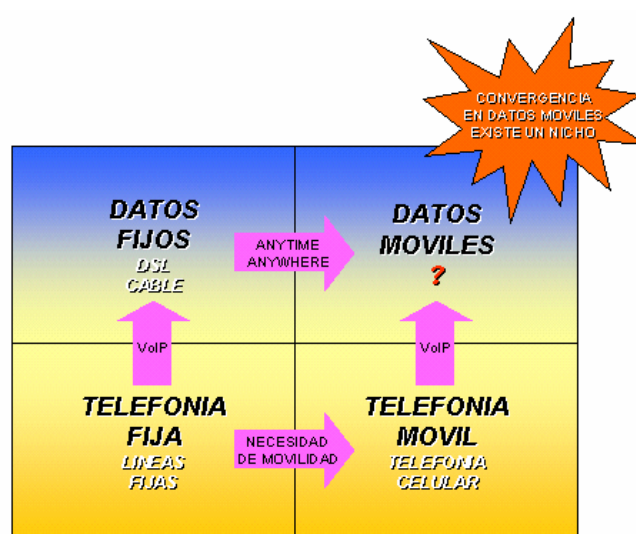 CONVERGENCIA
EN DATOS MOVILES
EXISTE UN NICHO
DATOS
FIJOS
DSL
CABLE
ANYTIME
ANYWHERE
DATOS
MOVILES
?
VoIP
VoIP
TELEFONIA
FIJA
LINEAS
FIJAS
NECESIDAD
DE MOVILIDAD
TELEFONIA
MOVIL
TELEFONIA
CELULAR